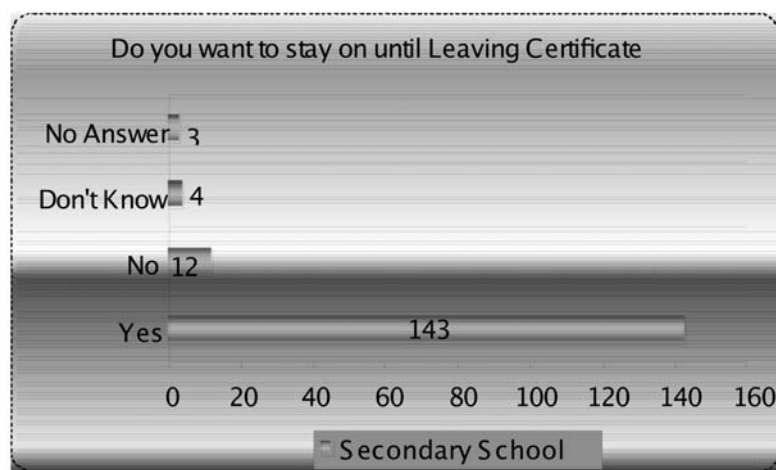 Do you want to stay on until Leaving Certificate
No Answer 3
Don't Know 4
No 12
Yes 143
0 20 40 60 80 100 120 140 160
Secondary School